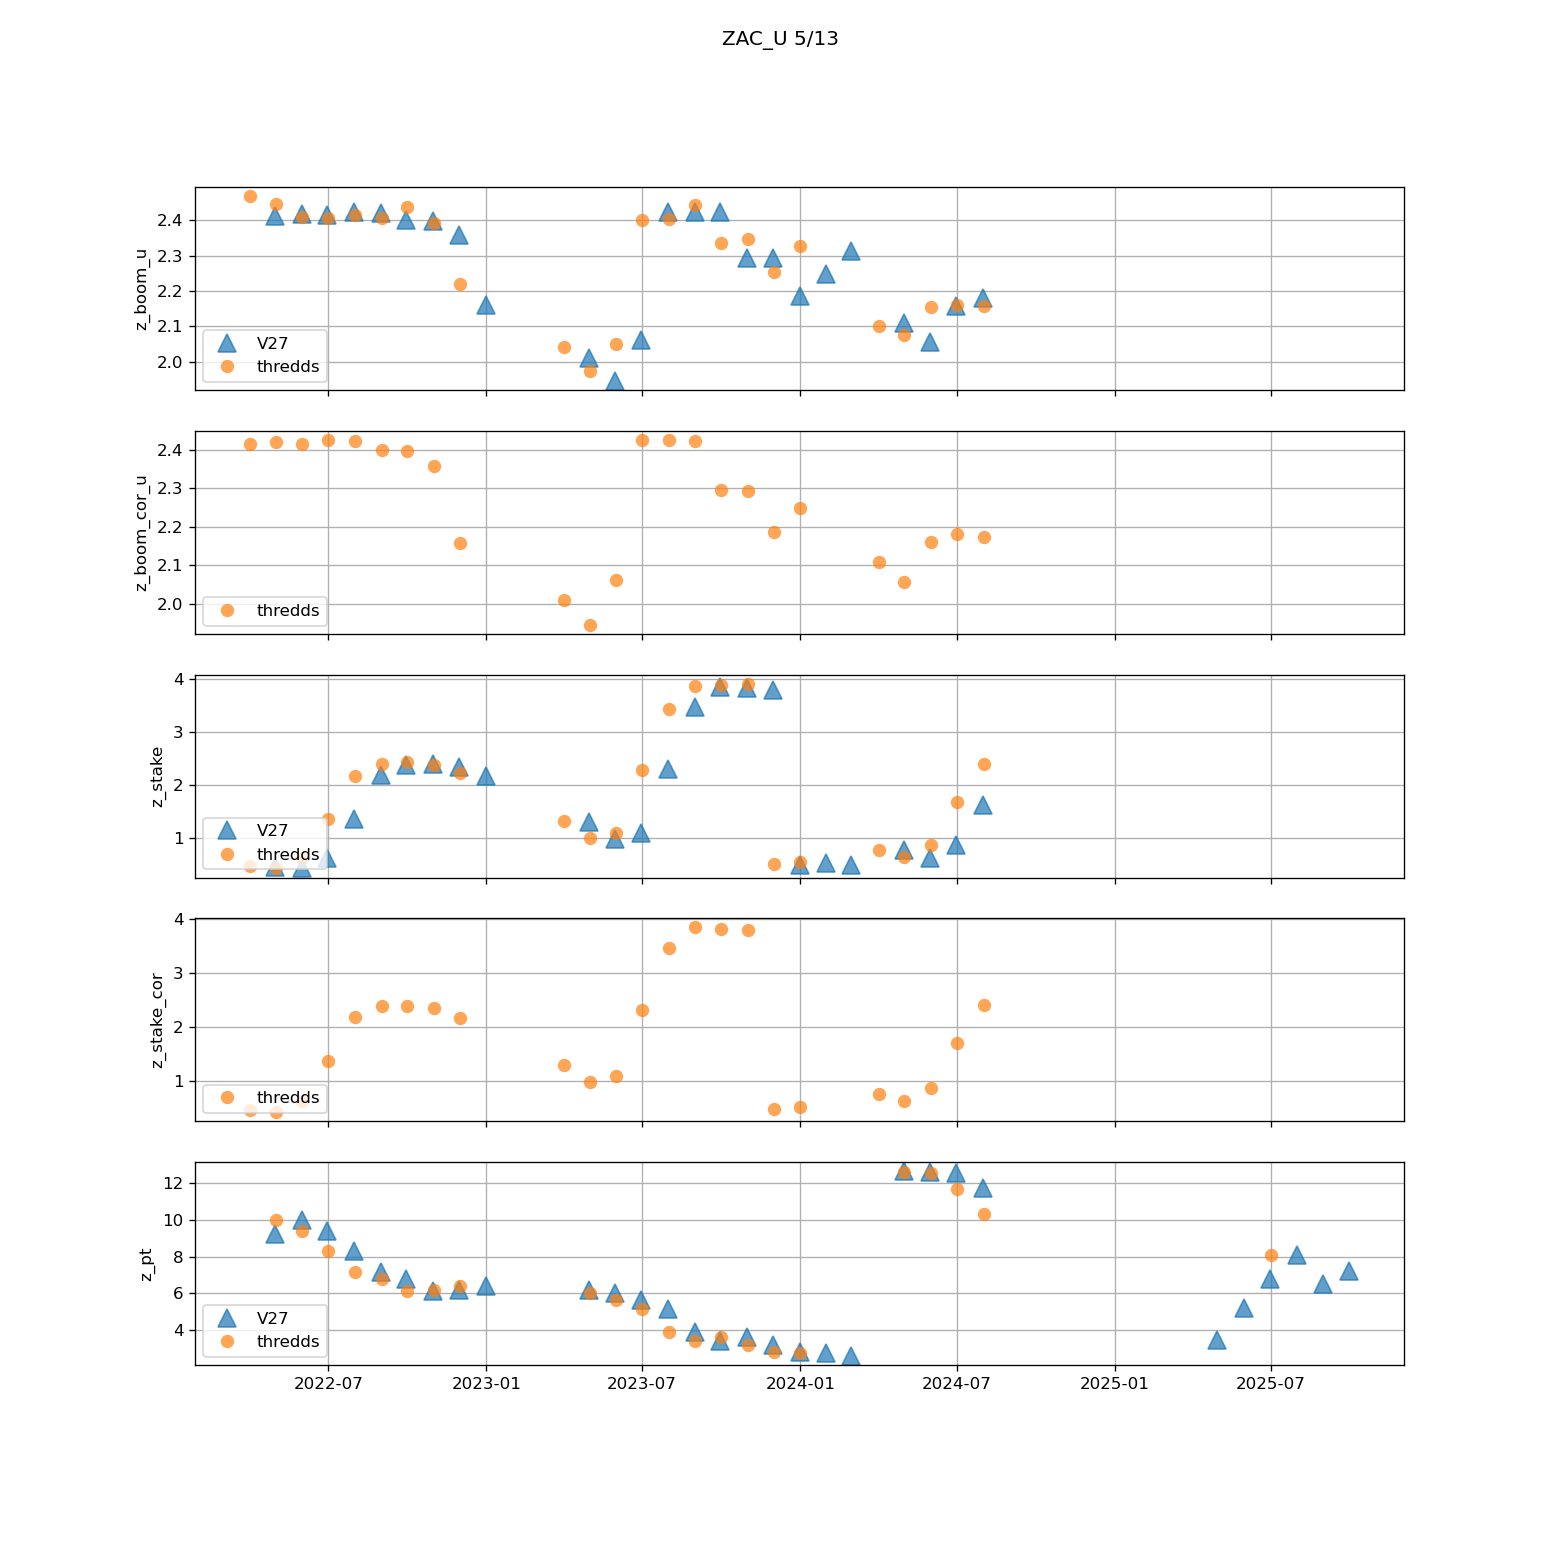 ZAC_U 5/13
z_boom_u
2.4
2.3
2.2
2.1
2.0
V27
thredds
z_boom_cor_u
2.4
2.3
2.2
2.1
2.0
thredds
z_stake
4
3
2
1
V27
thredds
z_stake_cor
4
3
2
1
thredds
z_pt
12
10
8
6
4
V27
thredds
2022-07 2023-01 2023-07 2024-01 2024-07 2025-01 2025-07